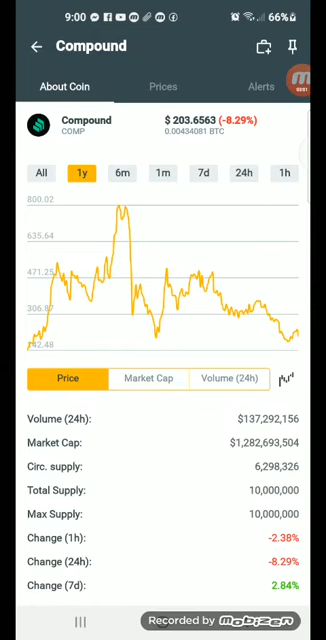 9:00 66%
Compound
About Coin Prices Alerts
Compound $ 203.6563 (-8.29%)
COMP 0.00434081 BTC
All 1y 6m 1m 7d 24h 1h
800.02
635.64
471.25
306.87
142.48
Price Market Cap Volume (24h)
Volume (24h): $137,292,156
Market Cap: $1,282,693,504
Circ. supply: 6,298,326
Total Supply: 10,000,000
Max Supply: 10,000,000
Change (1h): -2.38%
Change (24h): -8.29%
Change (7d): 2.84%
Recorded by mobizen